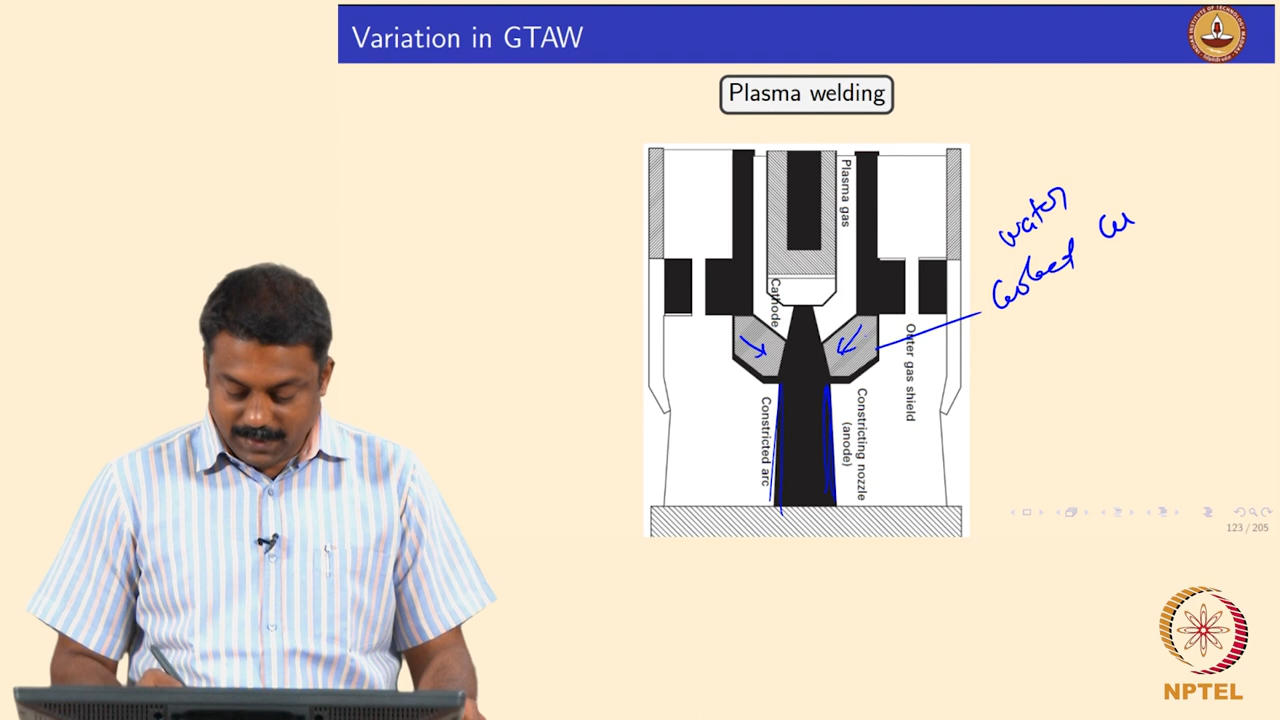 Variation in GTAW
Plasma welding
Plasma gas
Cathode
Outer gas shield
Constricted arc
Constricting nozzle
(anode)
water
Cu
123 / 205
NPTEL